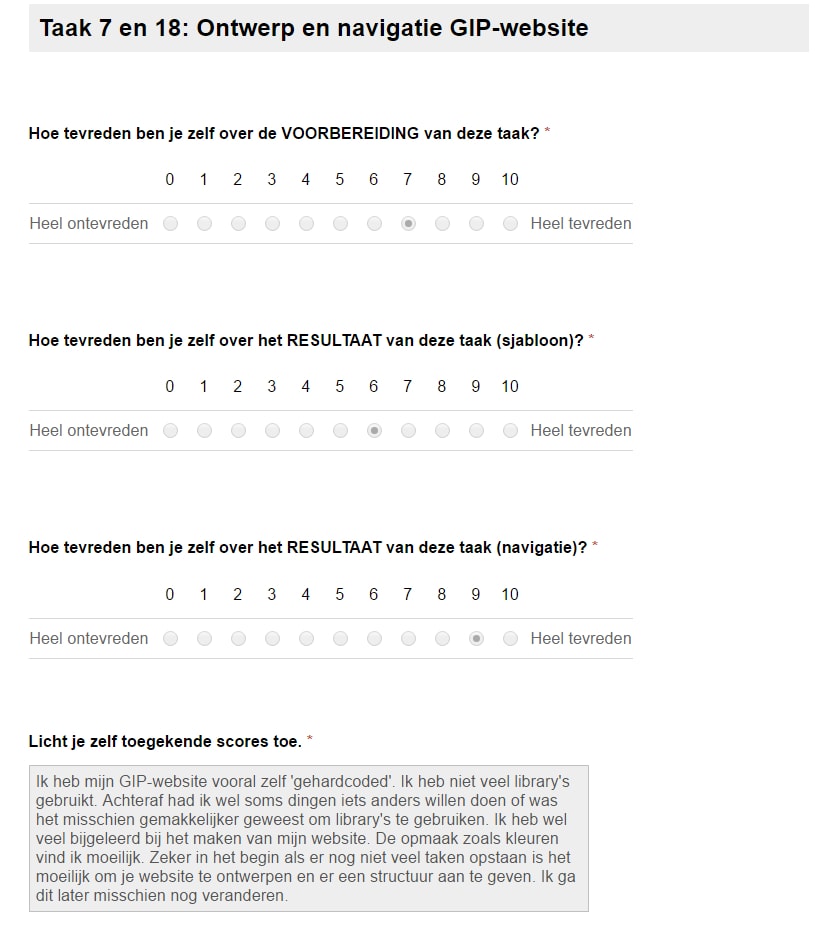 Taak 7 en 18: Ontwerp en navigatie GIP-website
Hoe tevreden ben je zelf over de VOORBEREIDING van deze taak? *
0 1 2 3 4 5 6 7 8 9 10
Heel ontevreden Heel tevreden
Hoe tevreden ben je zelf over het RESULTAAT van deze taak (sjabloon)? *
0 1 2 3 4 5 6 7 8 9 10
Heel ontevreden Heel tevreden
Hoe tevreden ben je zelf over het RESULTAAT van deze taak (navigatie)? *
0 1 2 3 4 5 6 7 8 9 10
Heel ontevreden Heel tevreden
Licht je zelf toegekende scores toe. *
Ik heb mijn GIP-website vooral zelf 'gehardcoded'. Ik heb niet veel library's
gebruikt. Achteraf had ik wel soms dingen iets anders willen doen of was
het misschien gemakkelijker geweest om library's te gebruiken. Ik heb wel
veel bijgeleerd bij het maken van mijn website. De opmaak zoals kleuren
vind ik moeilijk. Zeker in het begin als er nog niet veel taken opstaan is het
moeilijk om je website te ontwerpen en er een structuur aan te geven. Ik ga
dit later misschien nog veranderen.